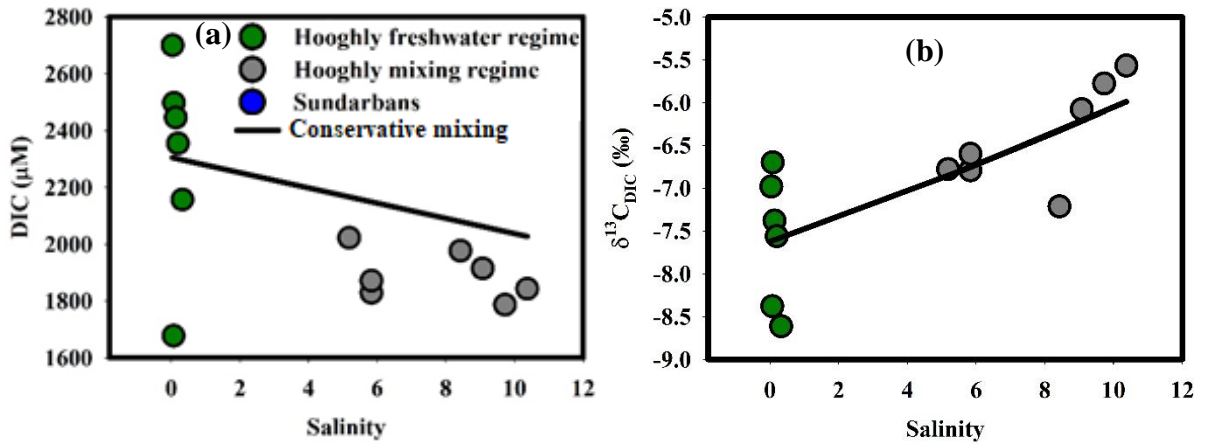 2800
2600
2400
2200
2000
1800
1600
DIC (μM)
(a)
Hooghly freshwater regime
Hooghly mixing regime
Sundarbans
Conservative mixing
0 2 4 6 8 10 12
Salinity
-5.0
-5.5
-6.0
-6.5
-7.0
-7.5
-8.0
-8.5
-9.0
δ¹³C_DIC (‰)
(b)
0 2 4 6 8 10 12
Salinity